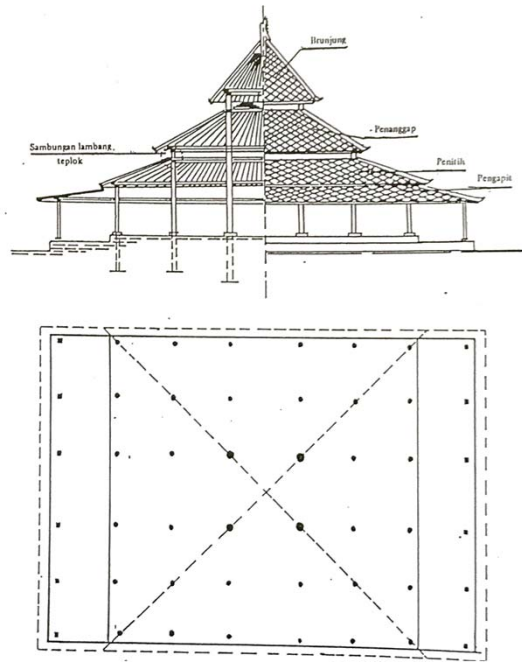 Brunjung
- Penanggap
Sambungan lambang,
teplok
Penitih
Pengapit